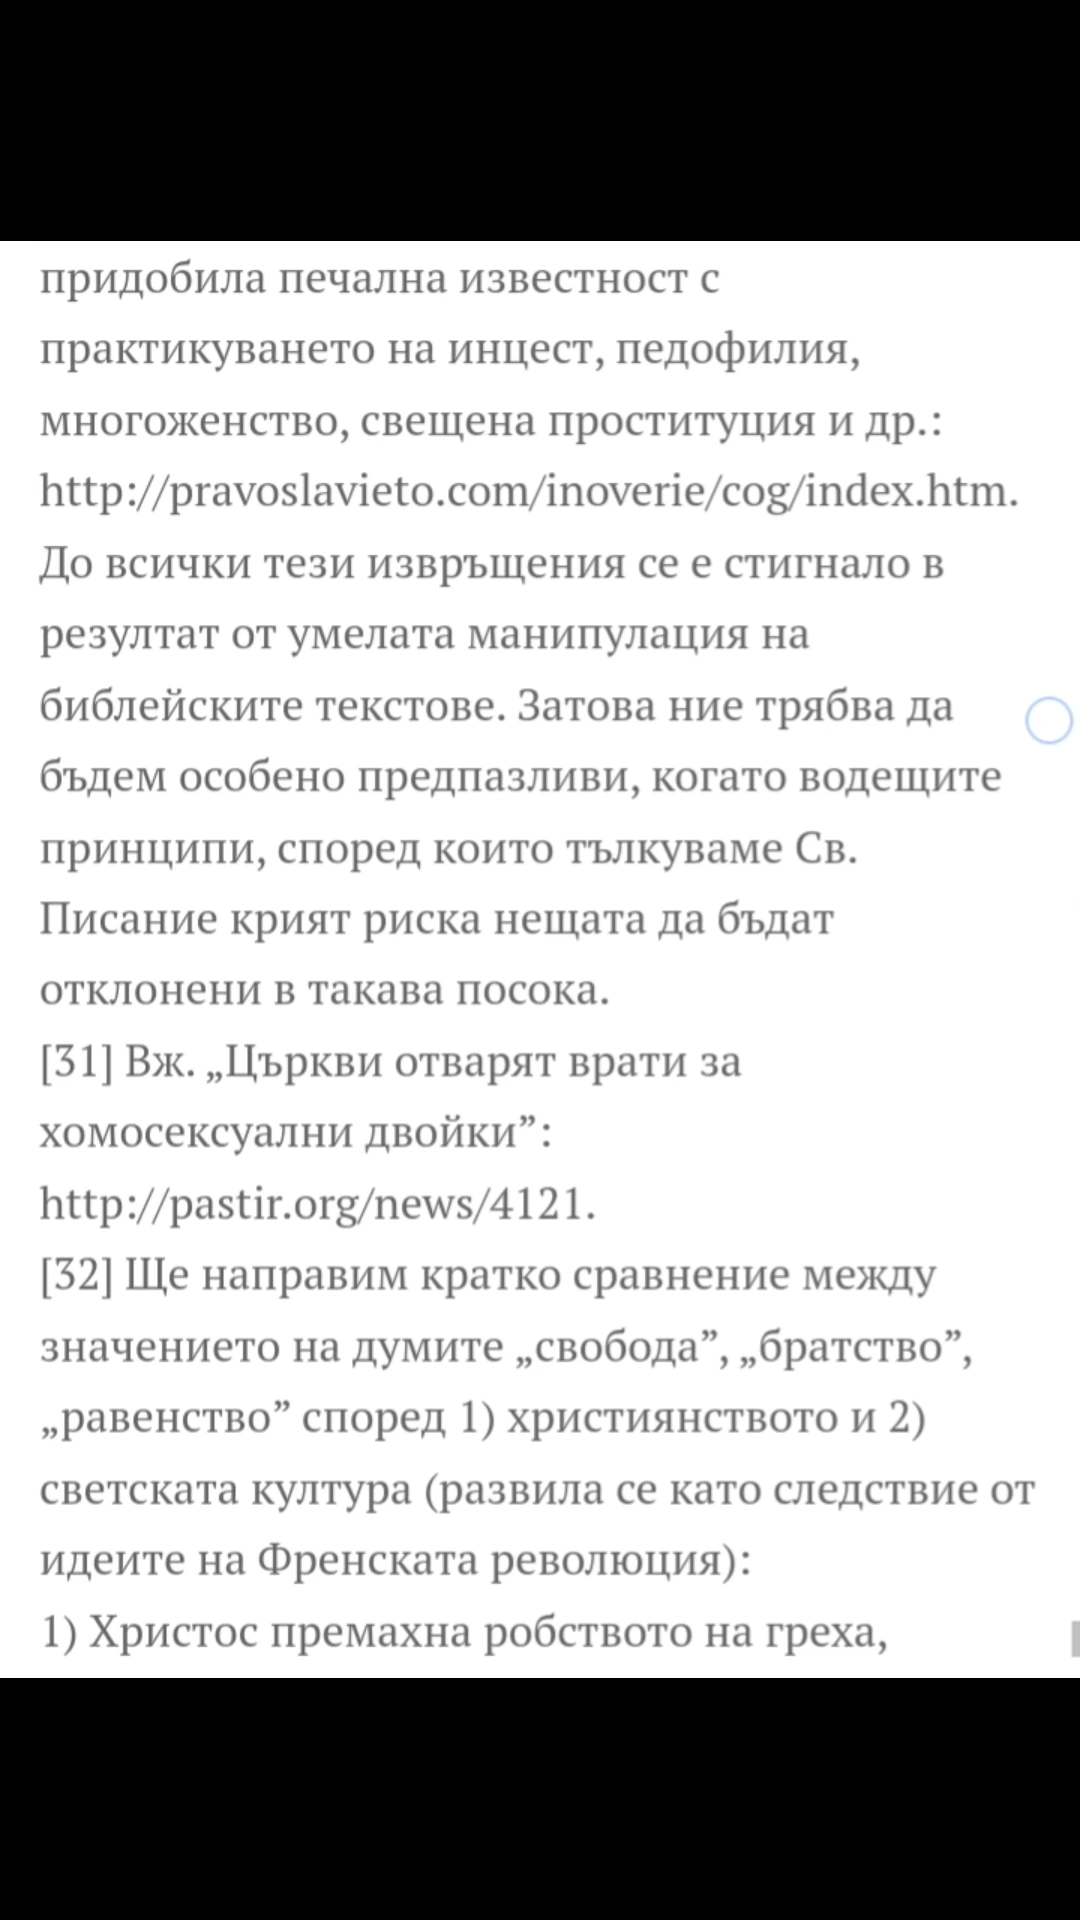 придобила печална известност с
практикуването на инцест, педофилия,
многоженство, свещена проституция и др.:
http://pravoslavieto.com/inoverie/cog/index.htm.
До всички тези извръщения се е стигнало в
резултат от умелата манипулация на
библейските текстове. Затова ние трябва да
бъдем особено предпазливи, когато водещите
принципи, според които тълкуваме Св.
Писание крият риска нещата да бъдат
отклонени в такава посока.
[31] Вж. „Църкви отварят врати за
хомосексуални двойки”:
http://pastir.org/news/4121.
[32] Ще направим кратко сравнение между
значението на думите „свобода”, „братство”,
„равенство” според 1) християнството и 2)
светската култура (развила се като следствие от
идеите на Френската революция):
1) Христос премахна робството на греха,